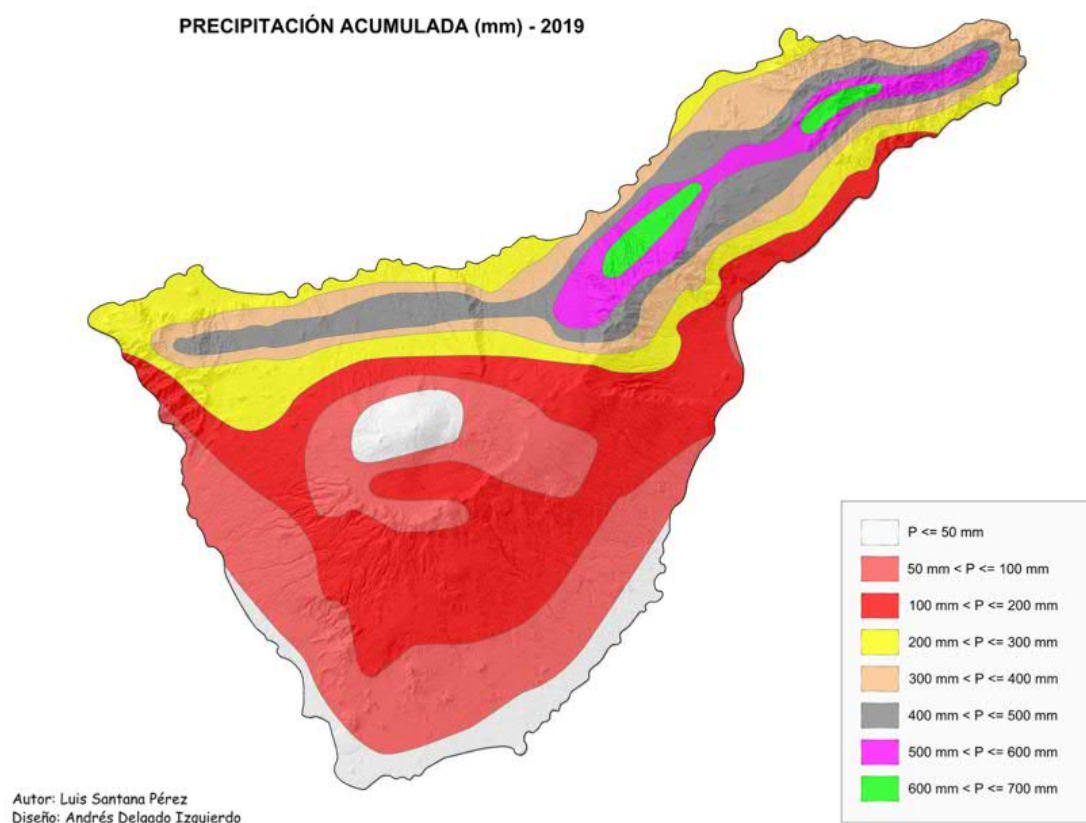 PRECIPITACIÓN ACUMULADA (mm) - 2019
P <= 50 mm
50 mm < P <= 100 mm
100 mm < P <= 200 mm
200 mm < P <= 300 mm
300 mm < P <= 400 mm
400 mm < P <= 500 mm
500 mm < P <= 600 mm
600 mm < P <= 700 mm
Autor: Luis Santana Pérez
Diseño: Andrés Delgado Izquierdo